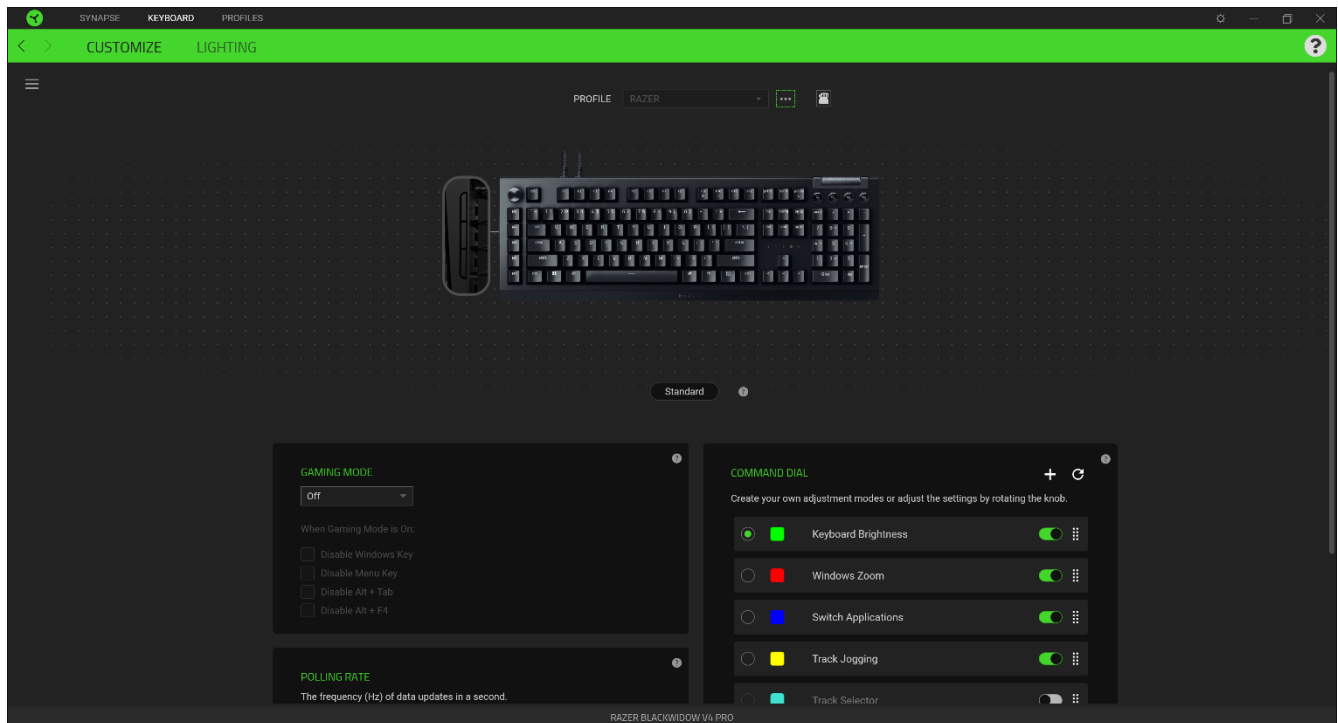 SYNAPSE KEYBOARD PROFILES
CUSTOMIZE LIGHTING
PROFILE RAZER
Standard
GAMING MODE
Off
When Gaming Mode is On:
Disable Windows Key
Disable Menu Key
Disable Alt + Tab
Disable Alt + F4
POLLING RATE
The frequency (Hz) of data updates in a second.
COMMAND DIAL
Create your own adjustment modes or adjust the settings by rotating the knob.
Keyboard Brightness
Windows Zoom
Switch Applications
Track Jogging
Track Selector
RAZER BLACKWIDOW V4 PRO